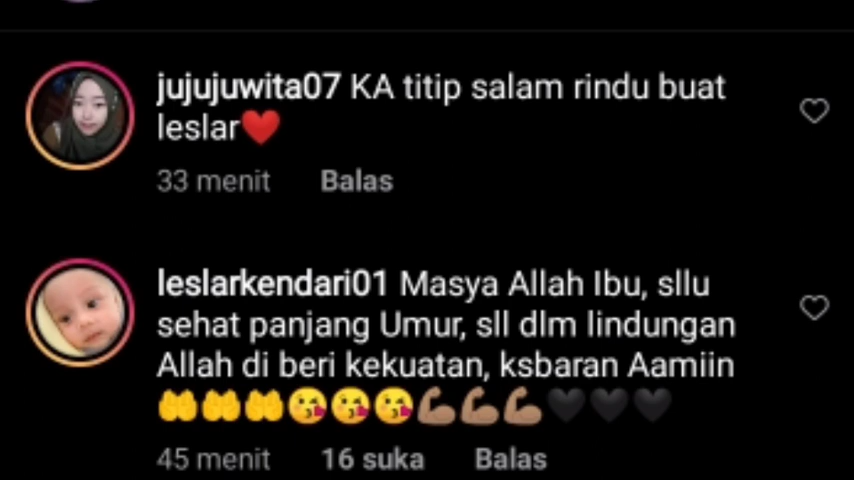 jujujuwita07 KA titip salam rindu buat
leslar❤️
33 menit Balas
leslarkendari01 Masya Allah Ibu, sllu
sehat panjang Umur, sll dlm lindungan
Allah di beri kekuatan, ksbaran Aamiin
🤲🤲🤲😘😘😘💪🏽💪🏽💪🏽🖤🖤🖤
45 menit 16 suka Balas